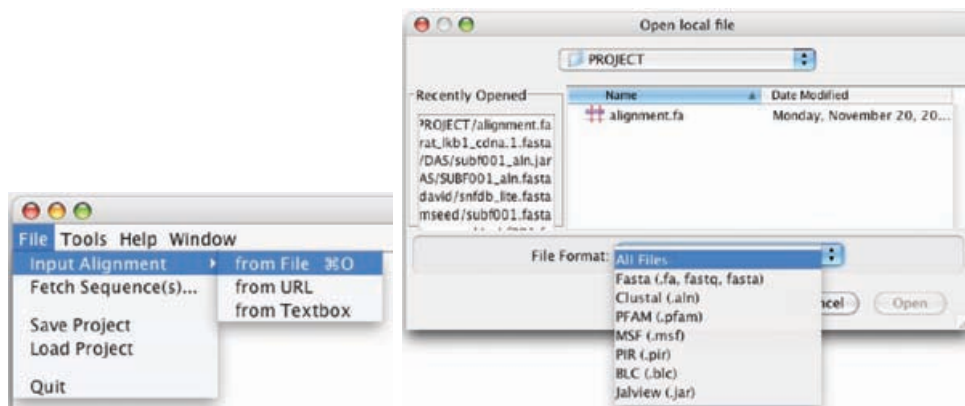 File Tools Help Window
Input Alignment
from File ⌘O
Fetch Sequence(s)...
from URL
from Textbox
Save Project
Load Project
Quit
Open local file
PROJECT
Recently Opened
Name Date Modified
alignment.fa Monday, November 20, 20...
PROJECT/alignment.fa
rat_lkb1_cdna.1.fasta
/DAS/subf001_aln.jar
AS/SUBF001_aln.fasta
david/snfdb_lite.fasta
mseed/subf001.fasta
File Format: All Files
Fasta (.fa, fastq, fasta)
Clustal (.aln)
PFAM (.pfam)
MSF (.msf)
PIR (.pir)
BLC (.blc)
Jalview (.jar)
ncel Open